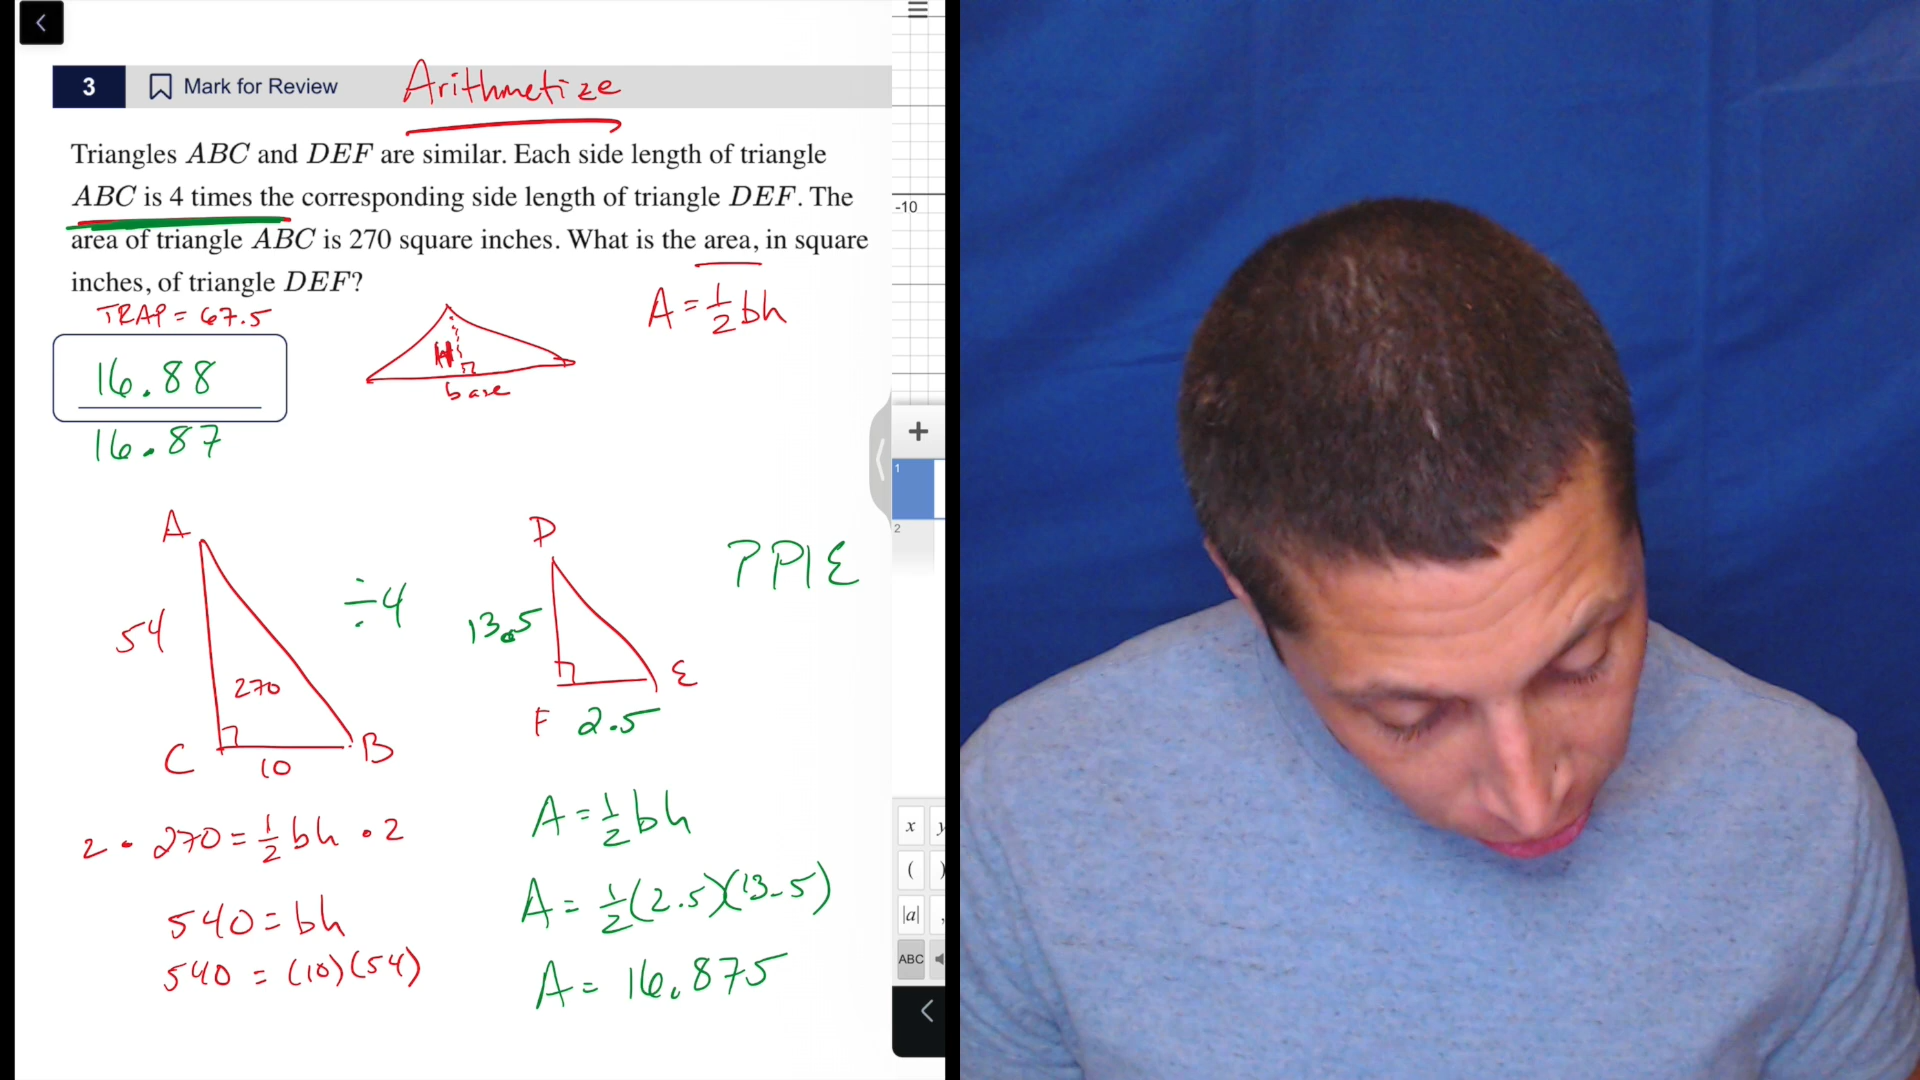 3 Mark for Review Arithmetize
Triangles ABC and DEF are similar. Each side length of triangle
ABC is 4 times the corresponding side length of triangle DEF. The
area of triangle ABC is 270 square inches. What is the area, in square
inches, of triangle DEF?
TRAP = 67.5
A = 1/2 bh
16.88
16.87
H
base
A
54
270
C
10
B
÷4
D
13.5
E
F 2.5
PPIE
2 • 270 = 1/2 bh • 2
540 = bh
540 = (10)(54)
A = 1/2 bh
A = 1/2 (2.5)(13.5)
A = 16.875
-10
+
1
2
x y
( )
|a| ,
ABC